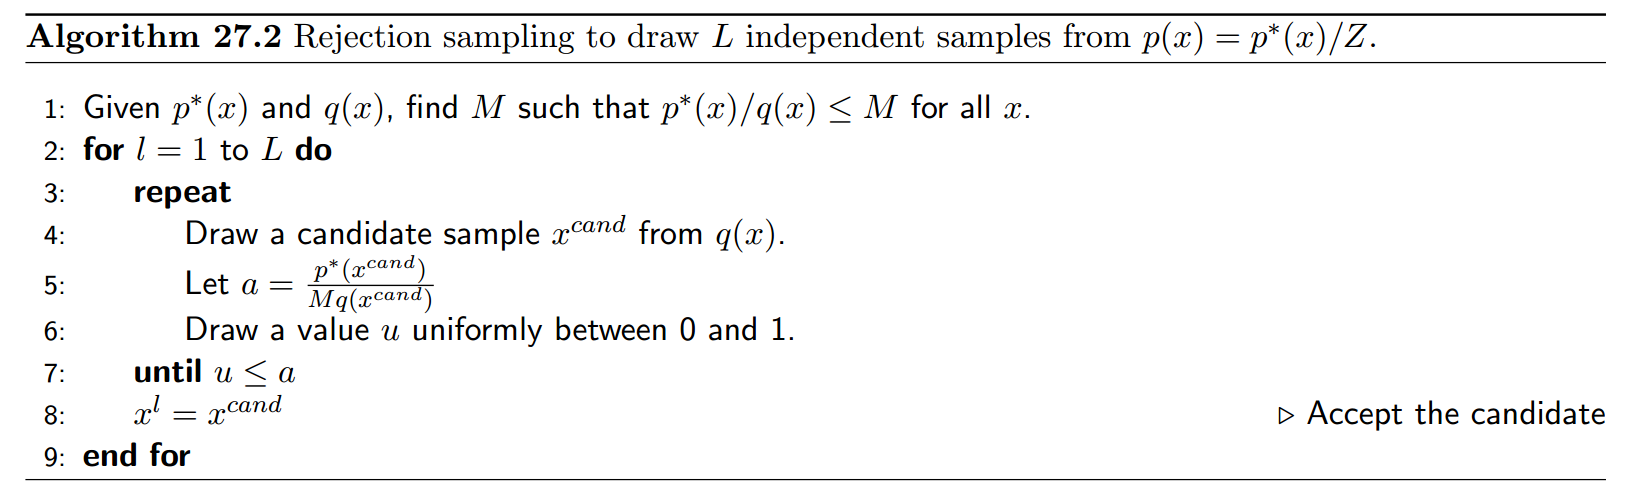 Algorithm 27.2 Rejection sampling to draw L independent samples from p(x) = p*(x)/Z.
1: Given p*(x) and q(x), find M such that p*(x)/q(x) ≤ M for all x.
2: for l = 1 to L do
3: repeat
4: Draw a candidate sample x^{cand} from q(x).
5: Let a = \frac{p*(x^{cand})}{Mq(x^{cand})}
6: Draw a value u uniformly between 0 and 1.
7: until u ≤ a
8: x^l = x^{cand} ▷ Accept the candidate
9: end for